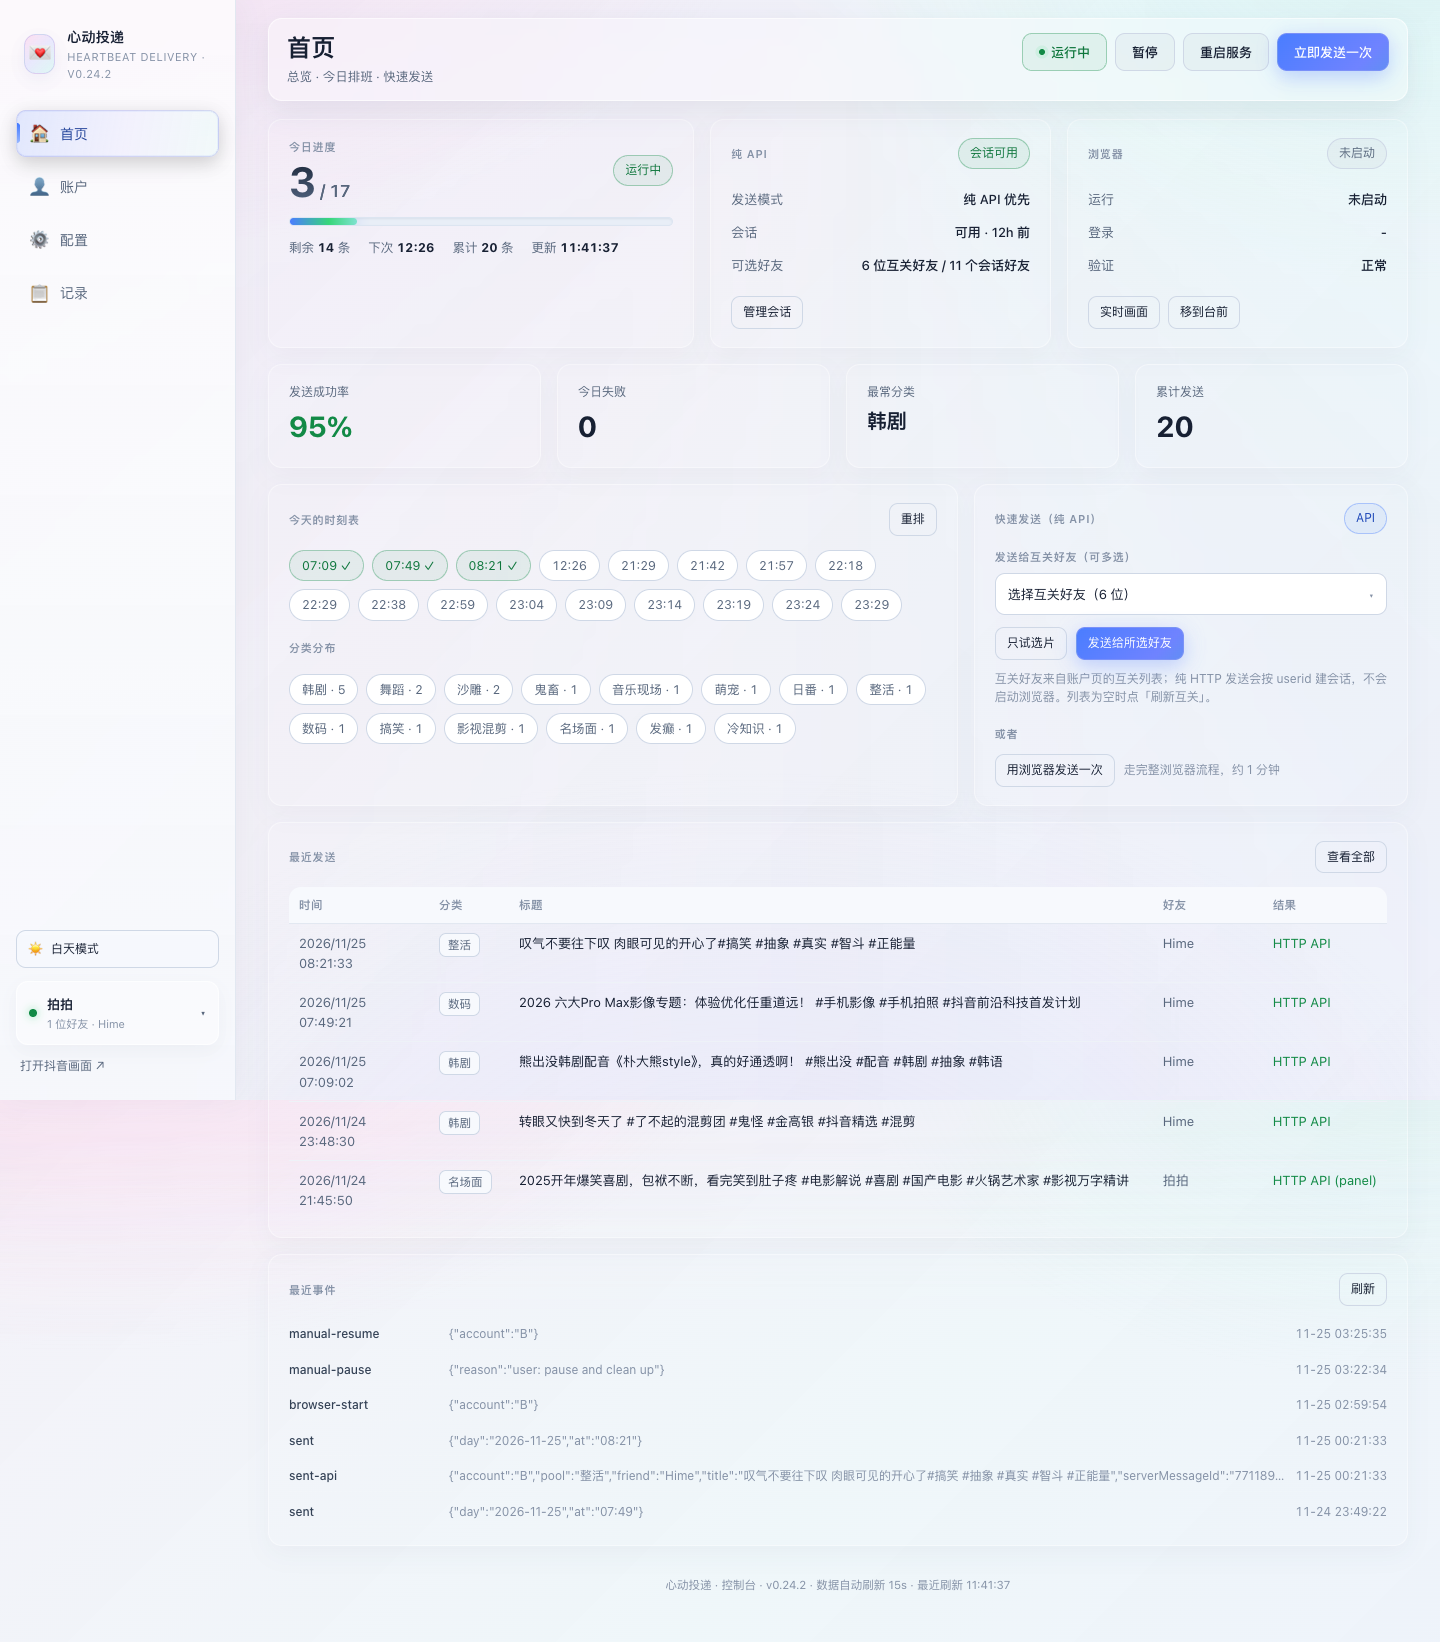 心动投递
HEARTBEAT DELIVERY ·
V0.24.2
首页
账户
配置
记录
白天模式
拍拍
1 位好友 · Hime
打开抖音画面 ↗
首页
总览 · 今日排班 · 快速发送
运行中
暂停
重启服务
立即发送一次
今日进度
3 / 17
运行中
剩余 14 条 下次 12:26 累计 20 条 更新 11:41:37
纯 API
会话可用
发送模式 纯 API 优先
会话 可用 · 12h 前
可选好友 6 位互关好友 / 11 个会话好友
管理会话
浏览器
未启动
运行 未启动
登录 -
验证 正常
实时画面 移到台前
发送成功率
95%
今日失败
0
最常分类
韩剧
累计发送
20
今天的时刻表
重排
07:09 ✓ 07:49 ✓ 08:21 ✓ 12:26 21:29 21:42 21:57 22:18
22:29 22:38 22:59 23:04 23:09 23:14 23:19 23:24 23:29
分类分布
韩剧 · 5 舞蹈 · 2 沙雕 · 2 鬼畜 · 1 音乐现场 · 1 萌宠 · 1 日番 · 1 整活 · 1
数码 · 1 搞笑 · 1 影视混剪 · 1 名场面 · 1 发癫 · 1 冷知识 · 1
快速发送（纯 API）
API
发送给互关好友（可多选）
选择互关好友（6 位）
只试选片 发送给所选好友
互关好友来自账户页的互关列表；纯 HTTP 发送会按 userid 建会话，不会
启动浏览器。列表为空时点「刷新互关」。
或者
用浏览器发送一次 走完整浏览器流程，约 1 分钟
最近发送
查看全部
时间 分类 标题 好友 结果
2026/11/25
08:21:33
整活 叹气不要往下叹 肉眼可见的开心了#搞笑 #抽象 #真实 #智斗 #正能量 Hime HTTP API
2026/11/25
07:49:21
数码 2026 六大Pro Max影像专题：体验优化任重道远！ #手机影像 #手机拍照 #抖音前沿科技首发计划 Hime HTTP API
2026/11/25
07:09:02
韩剧 熊出没韩剧配音《朴大熊style》，真的好通透啊！ #熊出没 #配音 #韩剧 #抽象 #韩语 Hime HTTP API
2026/11/24
23:48:30
韩剧 转眼又快到冬天了 #了不起的混剪团 #鬼怪 #金高银 #抖音精选 #混剪 Hime HTTP API
2026/11/24
21:45:50
名场面 2025开年爆笑喜剧，包袱不断，看完笑到肚子疼 #电影解说 #喜剧 #国产电影 #火锅艺术家 #影视万字精讲 拍拍 HTTP API (panel)
最近事件
刷新
manual-resume {"account":"B"} 11-25 03:25:35
manual-pause {"reason":"user: pause and clean up"} 11-25 03:22:34
browser-start {"account":"B"} 11-25 02:59:54
sent {"day":"2026-11-25","at":"08:21"} 11-25 00:21:33
sent-api {"account":"B","pool":"整活","friend":"Hime","title":"叹气不要往下叹 肉眼可见的开心了#搞笑 #抽象 #真实 #智斗 #正能量","serverMessageId":"771189... 11-25 00:21:33
sent {"day":"2026-11-25","at":"07:49"} 11-24 23:49:22
心动投递 · 控制台 · v0.24.2 · 数据自动刷新 15s · 最近刷新 11:41:37